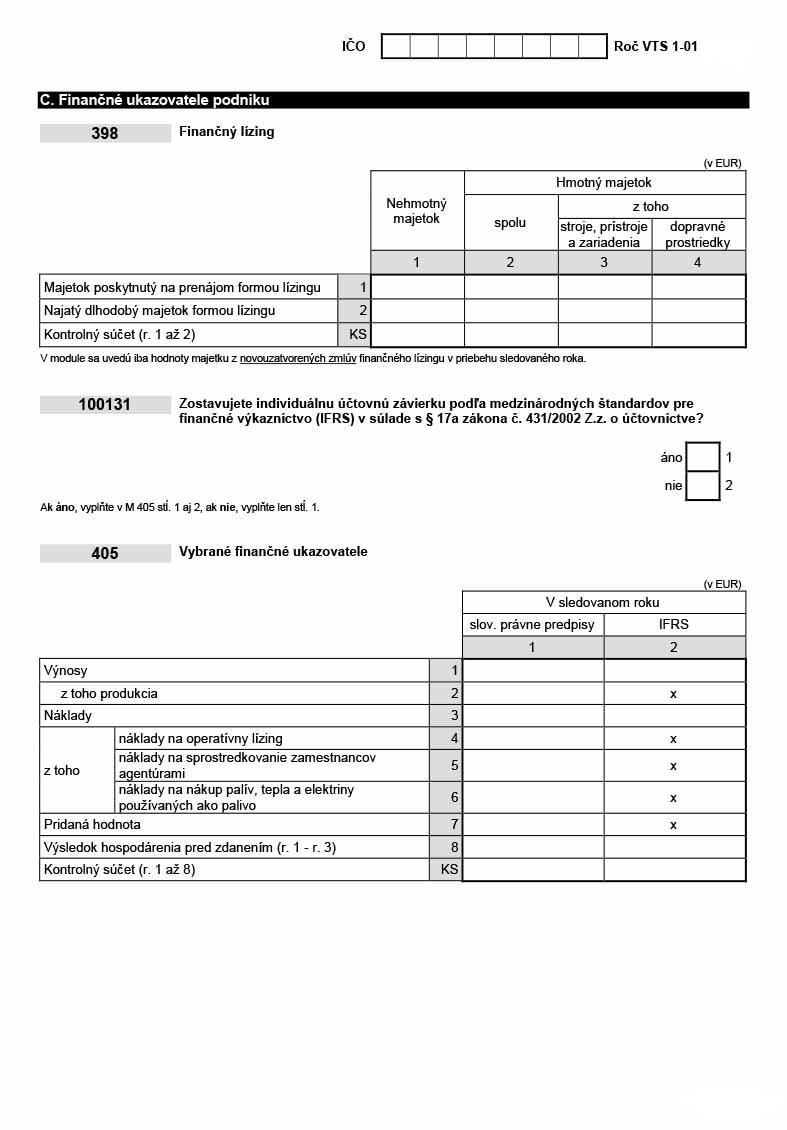 IČO Roč VTS 1-01
C. Finančné ukazovatele podniku
398 Finančný lízing
(v EUR)
Nehmotný majetok
Hmotný majetok
spolu
z toho
stroje, prístroje a zariadenia
dopravné prostriedky
1 2 3 4
Majetok poskytnutý na prenájom formou lízingu 1
Najatý dlhodobý majetok formou lízingu 2
Kontrolný súčet (r. 1 až 2) KS
V module sa uvedú iba hodnoty majetku z novouzatvorených zmlúv finančného lízingu v priebehu sledovaného roka.
100131 Zostavujete individuálnu účtovnú závierku podľa medzinárodných štandardov pre
finančné výkazníctvo (IFRS) v súlade s § 17a zákona č. 431/2002 Z.z. o účtovníctve?
áno 1
nie 2
Ak áno, vyplňte v M 405 stĺ. 1 aj 2, ak nie, vyplňte len stĺ. 1.
405 Vybrané finančné ukazovatele
(v EUR)
V sledovanom roku
slov. právne predpisy IFRS
1 2
Výnosy 1
z toho produkcia 2 x
Náklady 3
z toho
náklady na operatívny lízing 4 x
náklady na sprostredkovanie zamestnancov
agentúrami 5 x
náklady na nákup palív, tepla a elektriny
používaných ako palivo 6 x
Pridaná hodnota 7 x
Výsledok hospodárenia pred zdanením (r. 1 - r. 3) 8
Kontrolný súčet (r. 1 až 8) KS